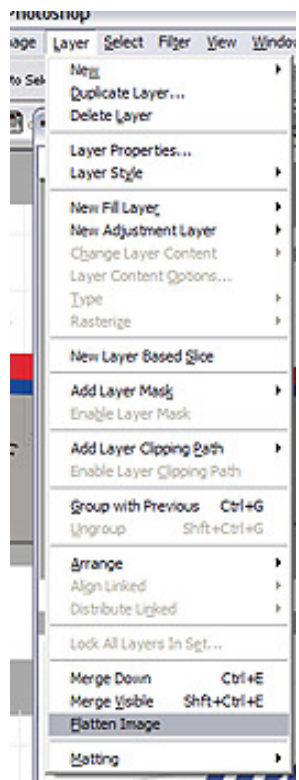 Photoshop
age Layer Select Filter View Window
to Sel
New
Duplicate Layer...
Delete Layer
Layer Properties...
Layer Style
New Fill Layer
New Adjustment Layer
Change Layer Content
Layer Content Options...
Type
Rasterize
New Layer Based Slice
Add Layer Mask
Enable Layer Mask
Add Layer Clipping Path
Enable Layer Clipping Path
Group with Previous Ctrl+G
Ungroup Shft+Ctrl+G
Arrange
Align Linked
Distribute Linked
Lock All Layers In Set...
Merge Down Ctrl+E
Merge Visible Shft+Ctrl+E
Flatten Image
Matting